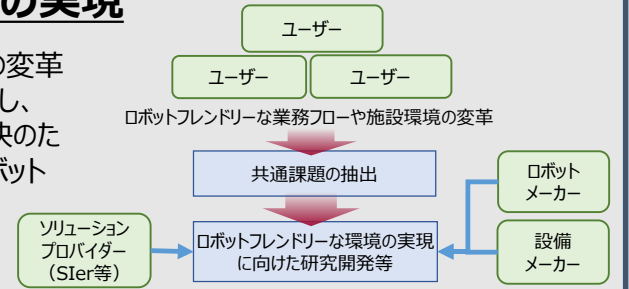 の実現
の変革
し、
決のた
ボット
ユーザー
ユーザー
ユーザー
ロボットフレンドリーな業務フローや施設環境の変革
共通課題の抽出
ロボット
メーカー
ソリューション
プロバイダー
（SIer等）
ロボットフレンドリーな環境の実現
に向けた研究開発等
設備
メーカー